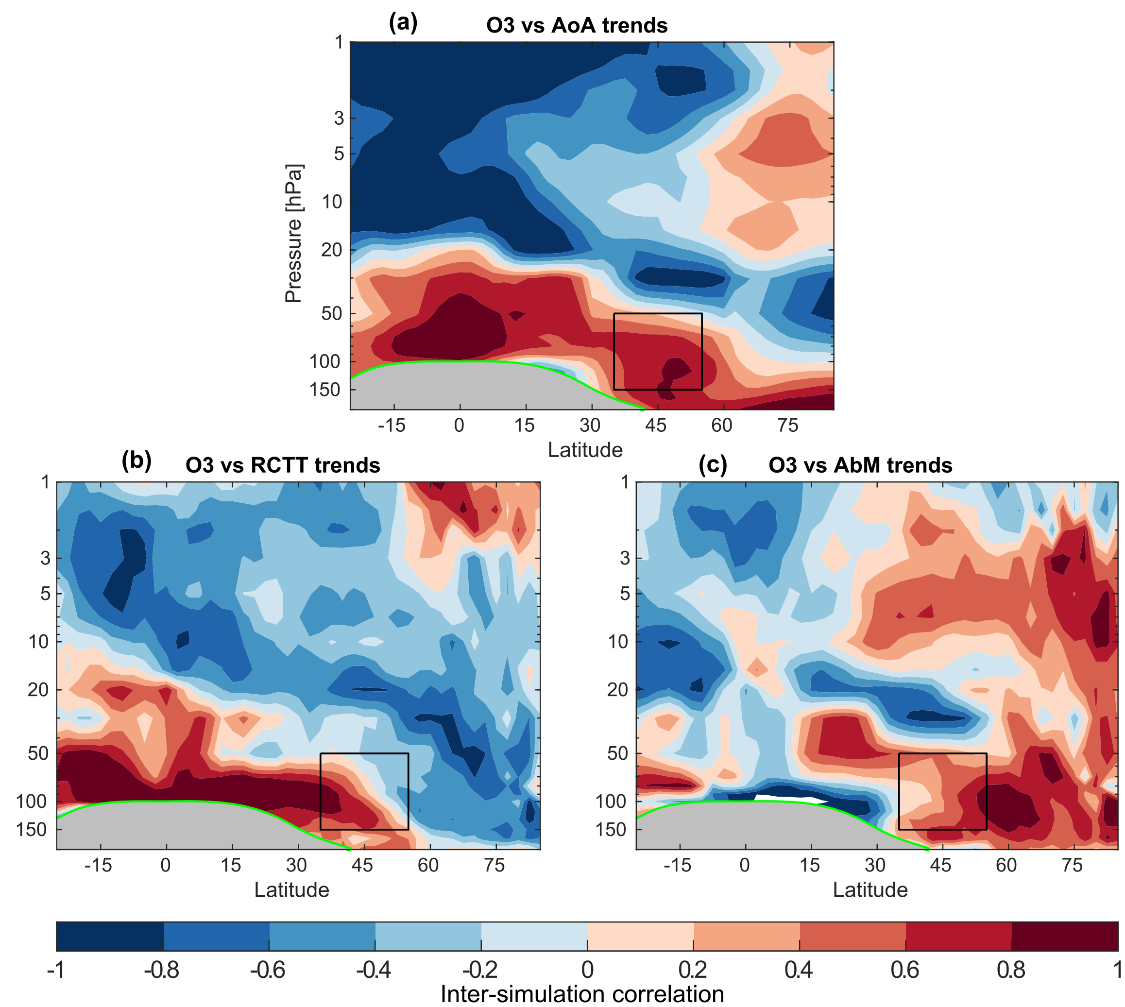 (a) O3 vs AoA trends
Pressure [hPa]
1
3
5
10
20
50
100
150
-15 0 15 30 45 60 75
Latitude
(b) O3 vs RCTT trends
1
3
5
10
20
50
100
150
-15 0 15 30 45 60 75
Latitude
(c) O3 vs AbM trends
1
3
5
10
20
50
100
150
-15 0 15 30 45 60 75
Latitude
-1 -0.8 -0.6 -0.4 -0.2 0 0.2 0.4 0.6 0.8 1
Inter-simulation correlation